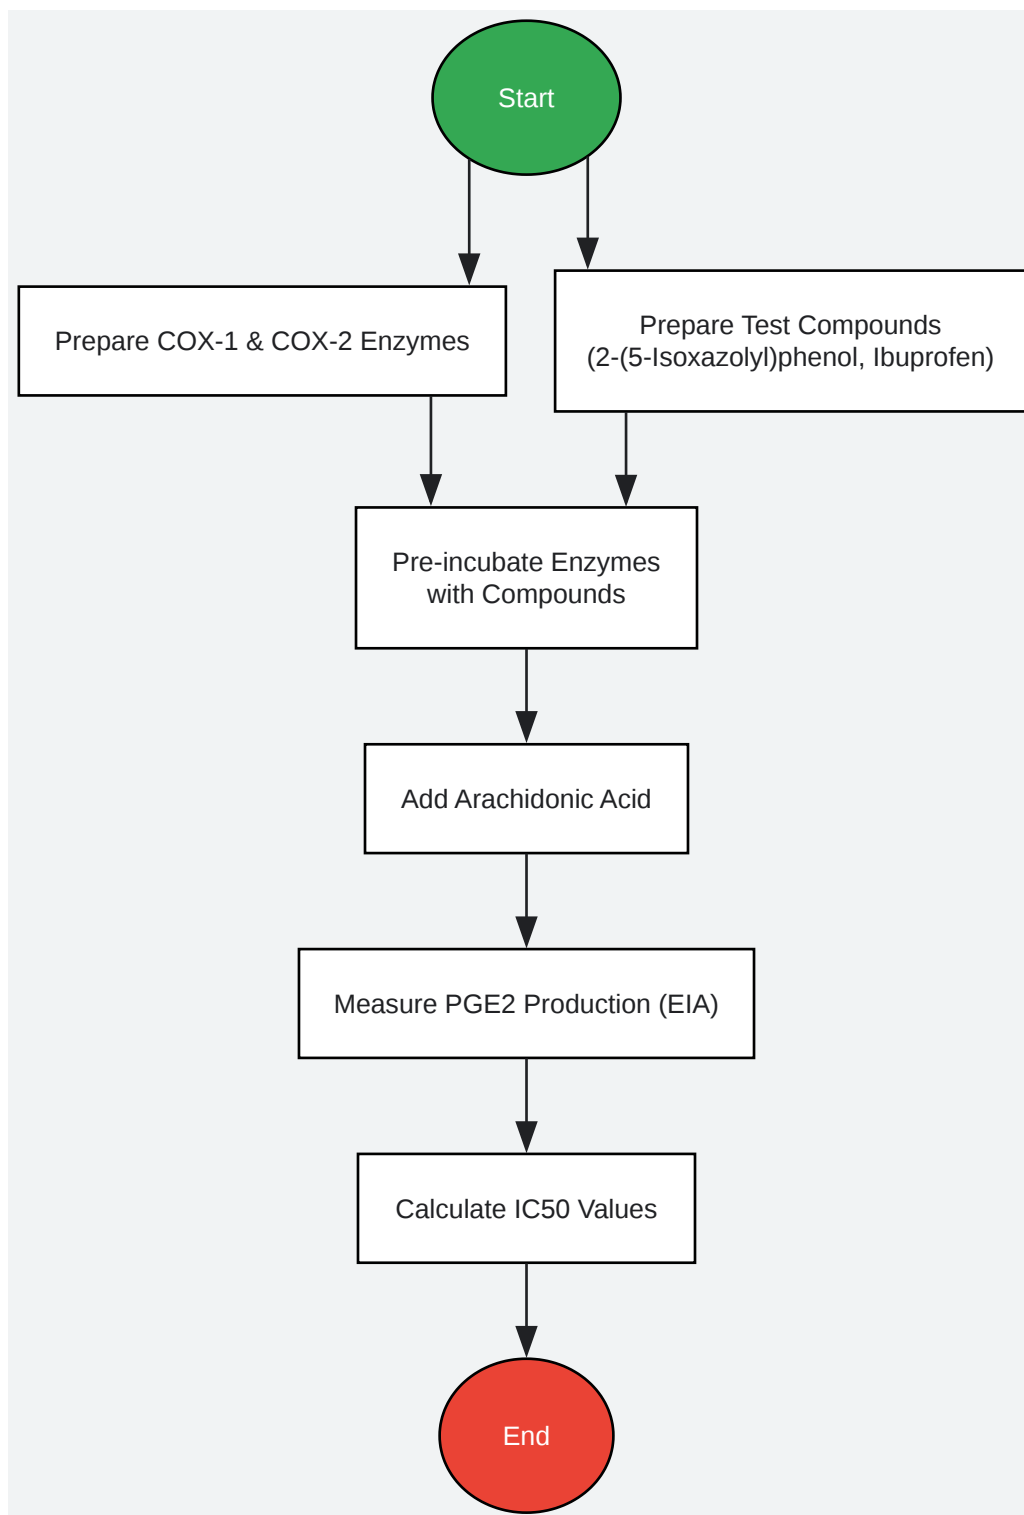 Start
Prepare COX-1 & COX-2 Enzymes
Prepare Test Compounds
(2-(5-Isoxazolyl)phenol, Ibuprofen)
Pre-incubate Enzymes
with Compounds
Add Arachidonic Acid
Measure PGE2 Production (EIA)
Calculate IC50 Values
End